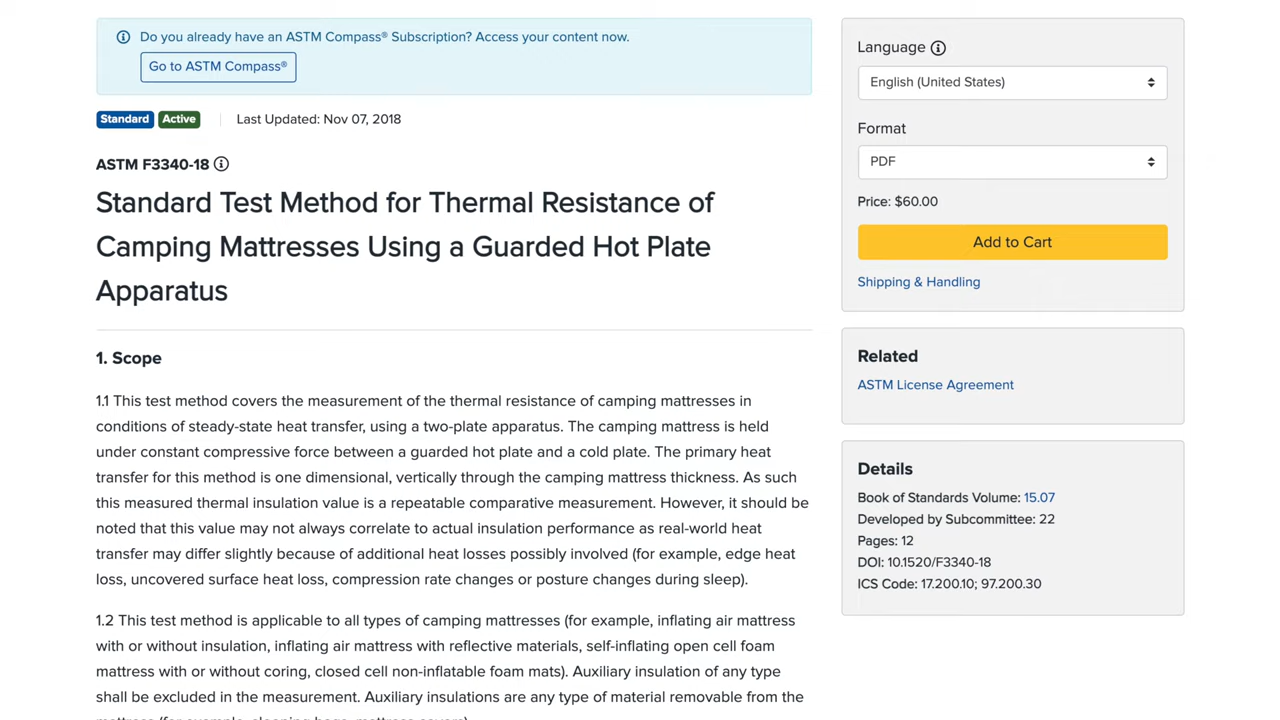 Do you already have an ASTM Compass® Subscription? Access your content now.
Go to ASTM Compass®
Standard Active Last Updated: Nov 07, 2018
ASTM F3340-18
Standard Test Method for Thermal Resistance of
Camping Mattresses Using a Guarded Hot Plate
Apparatus
1. Scope
1.1 This test method covers the measurement of the thermal resistance of camping mattresses in
conditions of steady-state heat transfer, using a two-plate apparatus. The camping mattress is held
under constant compressive force between a guarded hot plate and a cold plate. The primary heat
transfer for this method is one dimensional, vertically through the camping mattress thickness. As such
this measured thermal insulation value is a repeatable comparative measurement. However, it should be
noted that this value may not always correlate to actual insulation performance as real-world heat
transfer may differ slightly because of additional heat losses possibly involved (for example, edge heat
loss, uncovered surface heat loss, compression rate changes or posture changes during sleep).
1.2 This test method is applicable to all types of camping mattresses (for example, inflating air mattress
with or without insulation, inflating air mattress with reflective materials, self-inflating open cell foam
mattress with or without coring, closed cell non-inflatable foam mats). Auxiliary insulation of any type
shall be excluded in the measurement. Auxiliary insulations are any type of material removable from the
mattress (for example, sleeping bags, mattress covers).
Language
English (United States)
Format
PDF
Price: $60.00
Add to Cart
Shipping & Handling
Related
ASTM License Agreement
Details
Book of Standards Volume: 15.07
Developed by Subcommittee: 22
Pages: 12
DOI: 10.1520/F3340-18
ICS Code: 17.200.10; 97.200.30